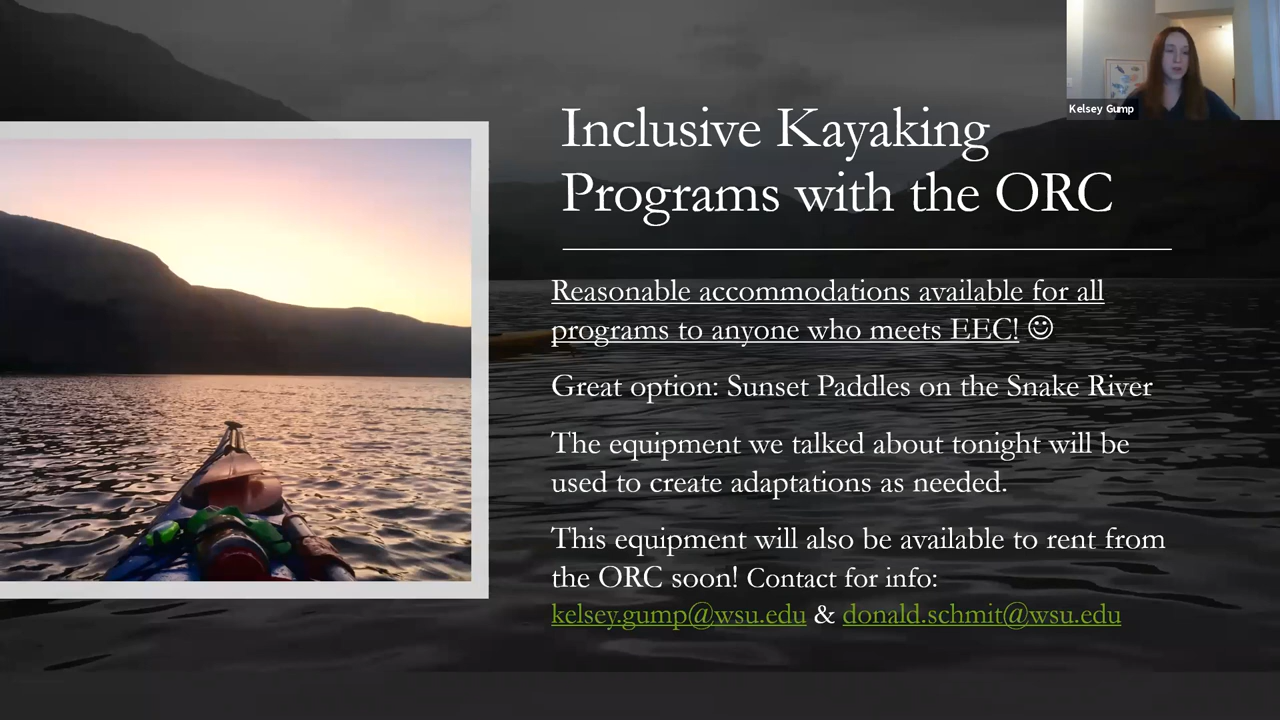 Kelsey Gump
Inclusive Kayaking
Programs with the ORC
Reasonable accommodations available for all
programs to anyone who meets EEC! ☺
Great option: Sunset Paddles on the Snake River
The equipment we talked about tonight will be
used to create adaptations as needed.
This equipment will also be available to rent from
the ORC soon! Contact for info:
kelsey.gump@wsu.edu & donald.schmit@wsu.edu